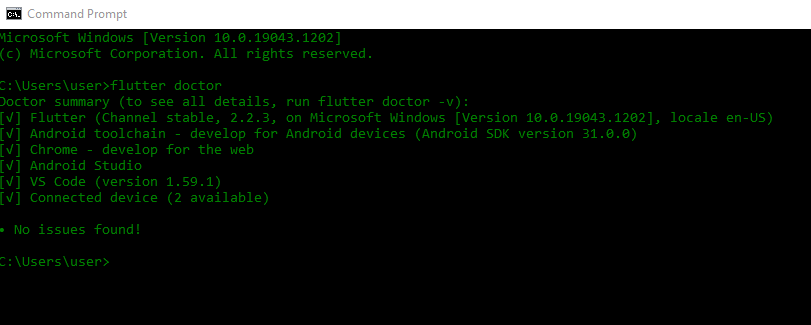 Command Prompt
Microsoft Windows [Version 10.0.19043.1202]
(c) Microsoft Corporation. All rights reserved.
C:\Users\user>flutter doctor
Doctor summary (to see all details, run flutter doctor -v):
[√] Flutter (Channel stable, 2.2.3, on Microsoft Windows [Version 10.0.19043.1202], locale en-US)
[√] Android toolchain - develop for Android devices (Android SDK version 31.0.0)
[√] Chrome - develop for the web
[√] Android Studio
[√] VS Code (version 1.59.1)
[√] Connected device (2 available)
• No issues found!
C:\Users\user>